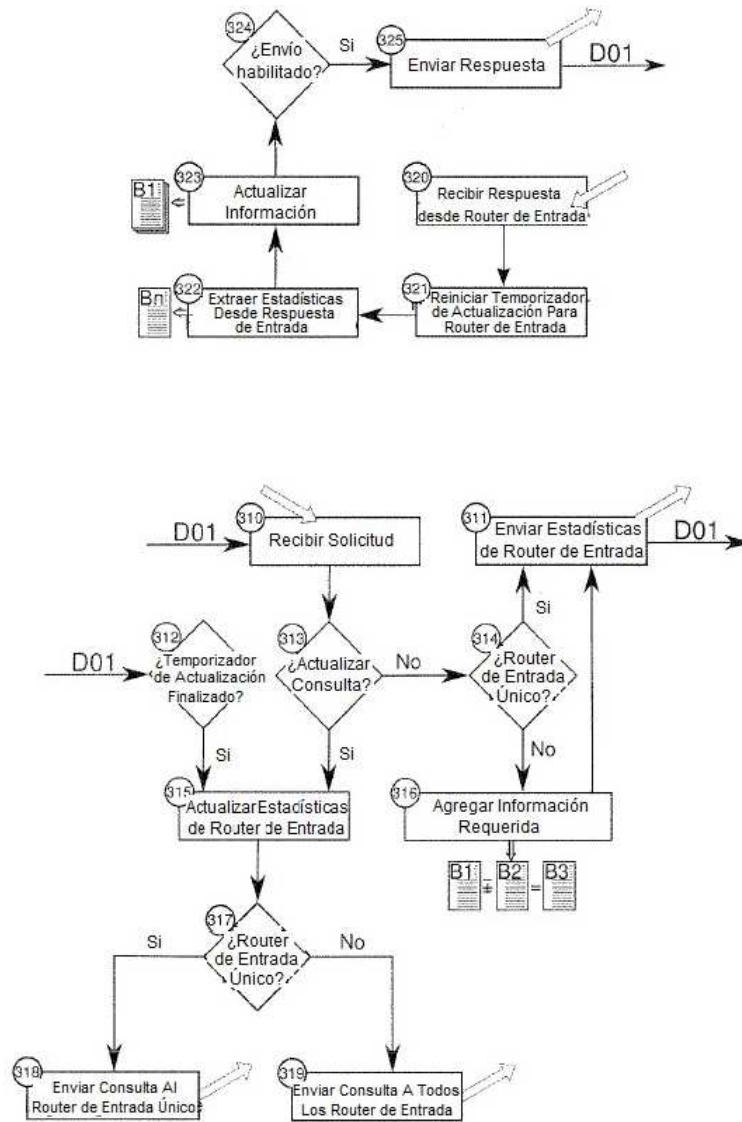 324
¿Envío
habilitado?
Si
325
Enviar Respuesta
D01
323
Actualizar
Información
B1
320
Recibir Respuesta
desde Router de Entrada
322
Extraer Estadísticas
Desde Respuesta
de Entrada
Bn
321
Reiniciar Temporizador
de Actualización Para
Router de Entrada
D01
310
Recibir Solicitud
311
Enviar Estadísticas
de Router de Entrada
D01
D01
312
¿Temporizador
de Actualización
Finalizado?
313
¿Actualizar
Consulta?
No
314
¿Router
de Entrada
Único?
Si
Si
Si
No
315
Actualizar Estadísticas
de Router de Entrada
316
Agregar Información
Requerida
B1 + B2 = B3
317
¿Router
de Entrada
Único?
Si
No
318
Enviar Consulta Al
Router de Entrada Único
319
Enviar Consulta A Todos
Los Router de Entrada